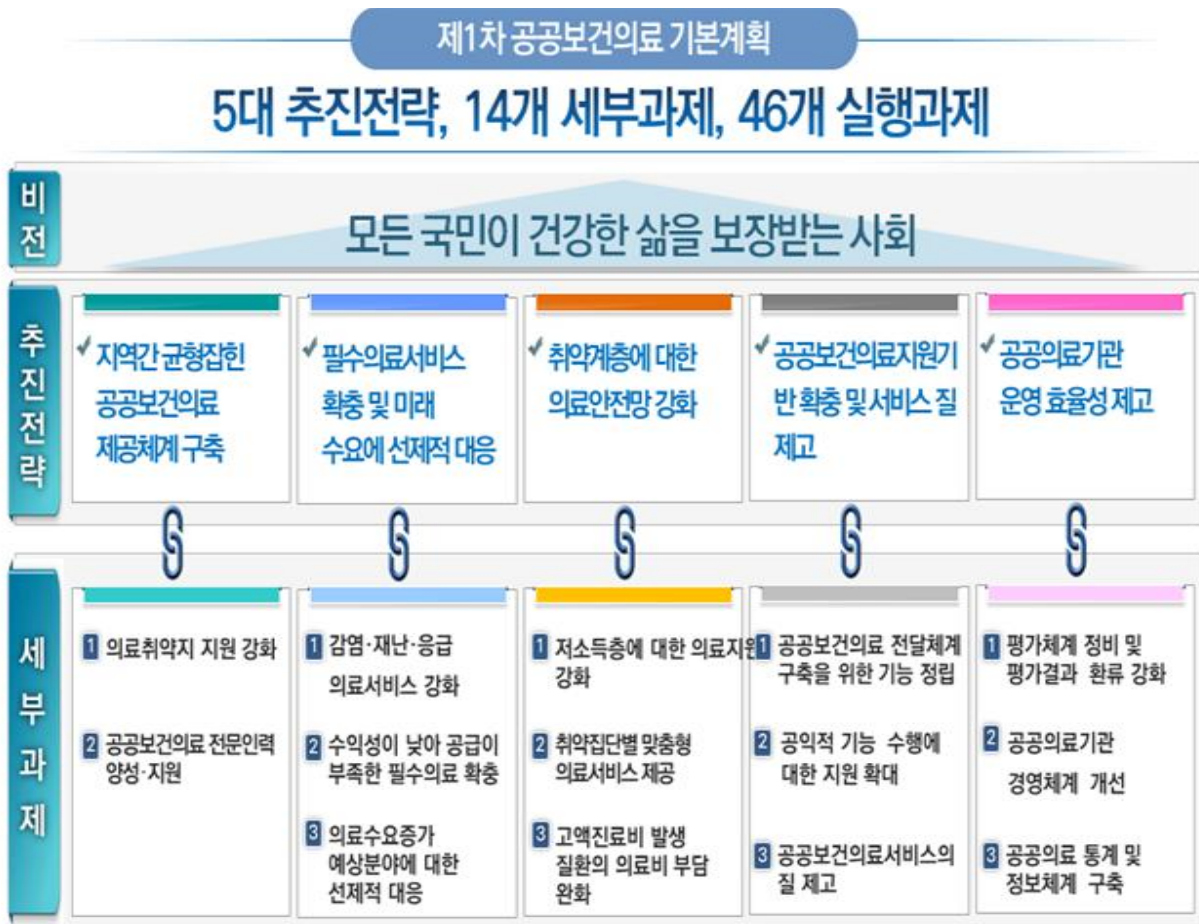 제1차 공공보건의료 기본계획
5대 추진전략, 14개 세부과제, 46개 실행과제
비전
모든 국민이 건강한 삶을 보장받는 사회
추진전략
지역간 균형잡힌
공공보건의료
제공체계 구축
필수의료서비스
확충 및 미래
수요에 선제적 대응
취약계층에 대한
의료안전망 강화
공공보건의료지원기
반 확충 및 서비스 질
제고
공공의료기관
운영 효율성 제고
세부과제
1 의료취약지 지원 강화
2 공공보건의료 전문인력
양성·지원
1 감염·재난·응급
의료서비스 강화
2 수익성이 낮아 공급이
부족한 필수의료 확충
3 의료수요증가
예상분야에 대한
선제적 대응
1 저소득층에 대한 의료지원
강화
2 취약집단별 맞춤형
의료서비스 제공
3 고액진료비 발생
질환의 의료비 부담
완화
1 공공보건의료 전달체계
구축을 위한 기능 정립
2 공익적 기능 수행에
대한 지원 확대
3 공공보건의료서비스의
질 제고
1 평가체계 정비 및
평가결과 환류 강화
2 공공의료기관
경영체계 개선
3 공공의료 통계 및
정보체계 구축